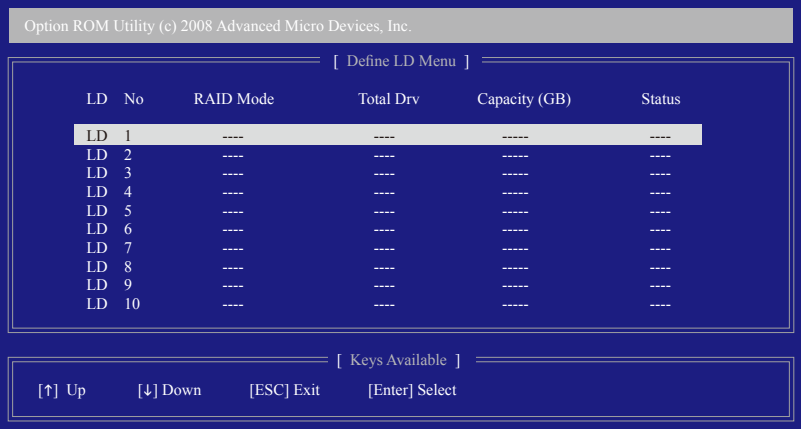 Option ROM Utility (c) 2008 Advanced Micro Devices, Inc.
[ Define LD Menu ]
LD No RAID Mode Total Drv Capacity (GB) Status
LD 1 ---- ---- ----- ----
LD 2 ---- ---- ----- ----
LD 3 ---- ---- ----- ----
LD 4 ---- ---- ----- ----
LD 5 ---- ---- ----- ----
LD 6 ---- ---- ----- ----
LD 7 ---- ---- ----- ----
LD 8 ---- ---- ----- ----
LD 9 ---- ---- ----- ----
LD 10 ---- ---- ----- ----
[ Keys Available ]
[↑] Up [↓] Down [ESC] Exit [Enter] Select